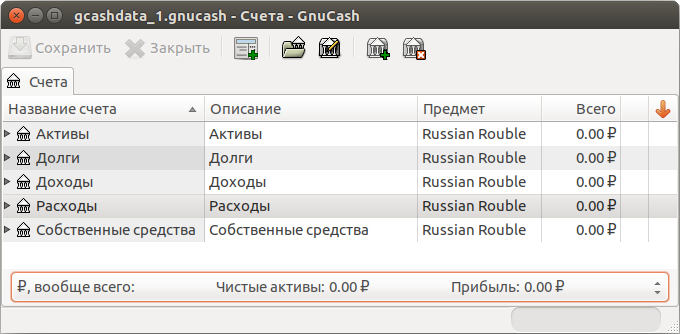 gcashdata_1.gnucash - Счета - GnuCash
Сохранить Закрыть
Счета
Название счета Описание Предмет Всего
Активы Активы Russian Rouble 0.00 ₽
Долги Долги Russian Rouble 0.00 ₽
Доходы Доходы Russian Rouble 0.00 ₽
Расходы Расходы Russian Rouble 0.00 ₽
Собственные средства Собственные средства Russian Rouble 0.00 ₽
₽, вообще всего: Чистые активы: 0.00 ₽ Прибыль: 0.00 ₽